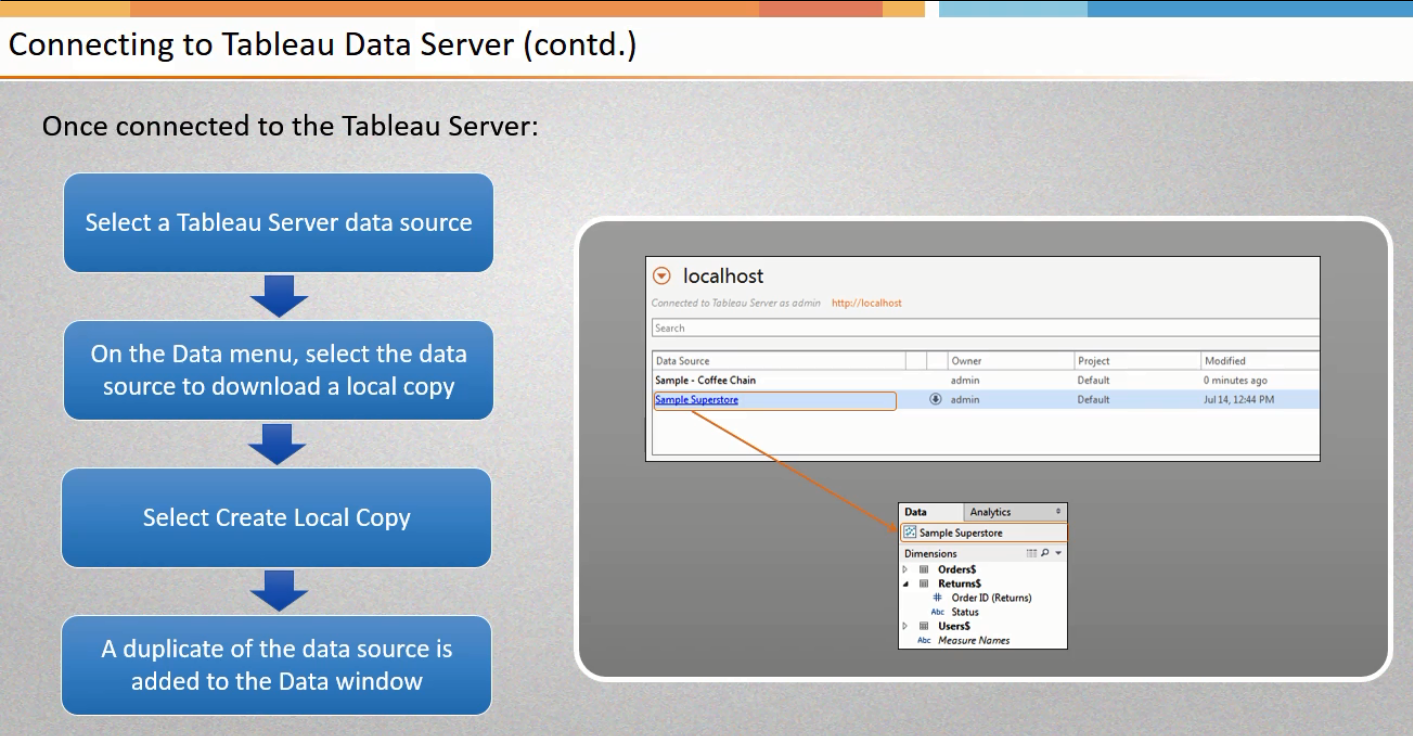 Connecting to Tableau Data Server (contd.)
Once connected to the Tableau Server:
Select a Tableau Server data source
On the Data menu, select the data
source to download a local copy
Select Create Local Copy
A duplicate of the data source is
added to the Data window
localhost
Connected to Tableau Server as admin http://localhost
Search
Data Source Owner Project Modified
Sample - Coffee Chain admin Default 0 minutes ago
Sample Superstore admin Default Jul 14, 12:44 PM
Data Analytics
Sample Superstore
Dimensions
Orders$
Returns$
# Order ID (Returns)
Abc Status
Users$
Abc Measure Names